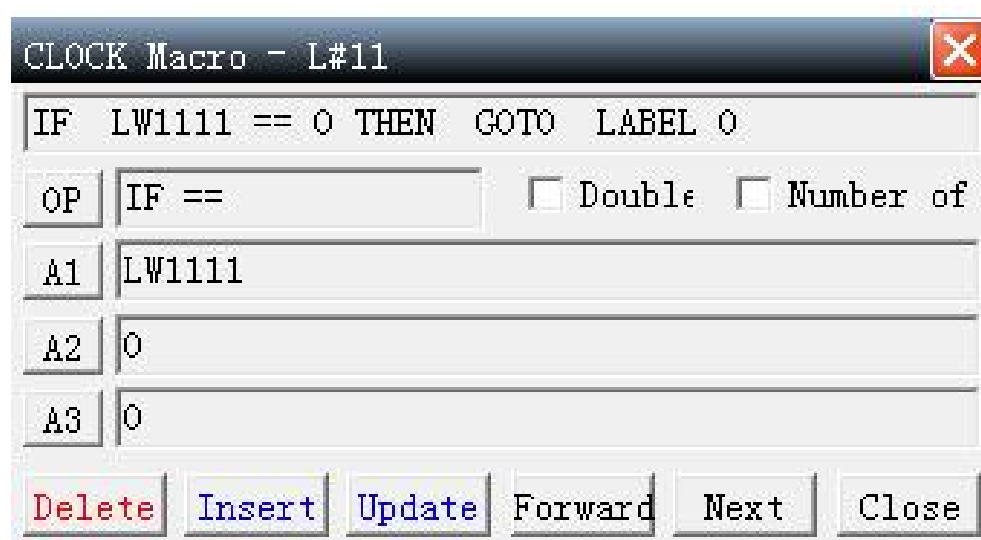 CLOCK Macro - L#11
IF LW1111 == 0 THEN GOTO LABEL 0
OP IF == Double Number of
A1 LW1111
A2 0
A3 0
Delete Insert Update Forward Next Close